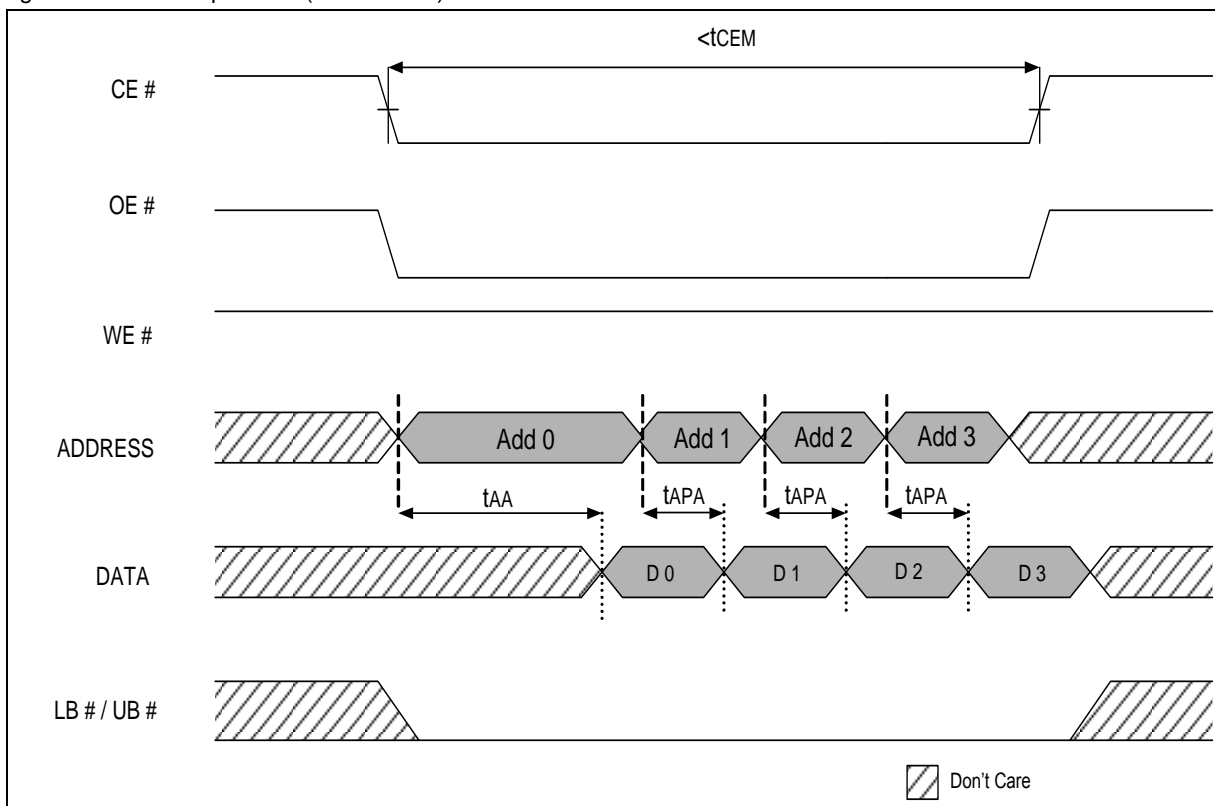 <tCEM
CE #
OE #
WE #
ADDRESS
Add 0 Add 1 Add 2 Add 3
tAA tAPA tAPA tAPA
DATA
D 0 D 1 D 2 D 3
LB # / UB #
Don't Care